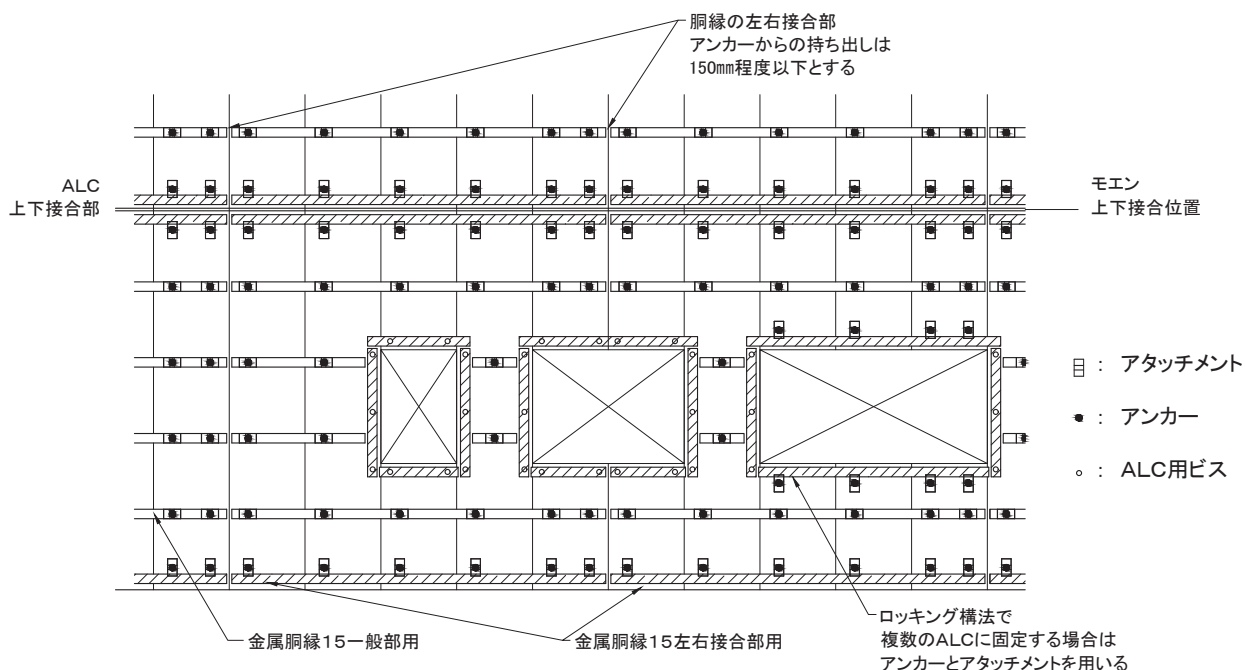 胴縁の左右接合部
アンカーからの持ち出しは
150㎜程度以下とする
ALC
上下接合部
モエン
上下接合位置
： アタッチメント
： アンカー
： ALC用ビス
金属胴縁15一般部用
金属胴縁15左右接合部用
ロッキング構法で
複数のALCに固定する場合は
アンカーとアタッチメントを用いる